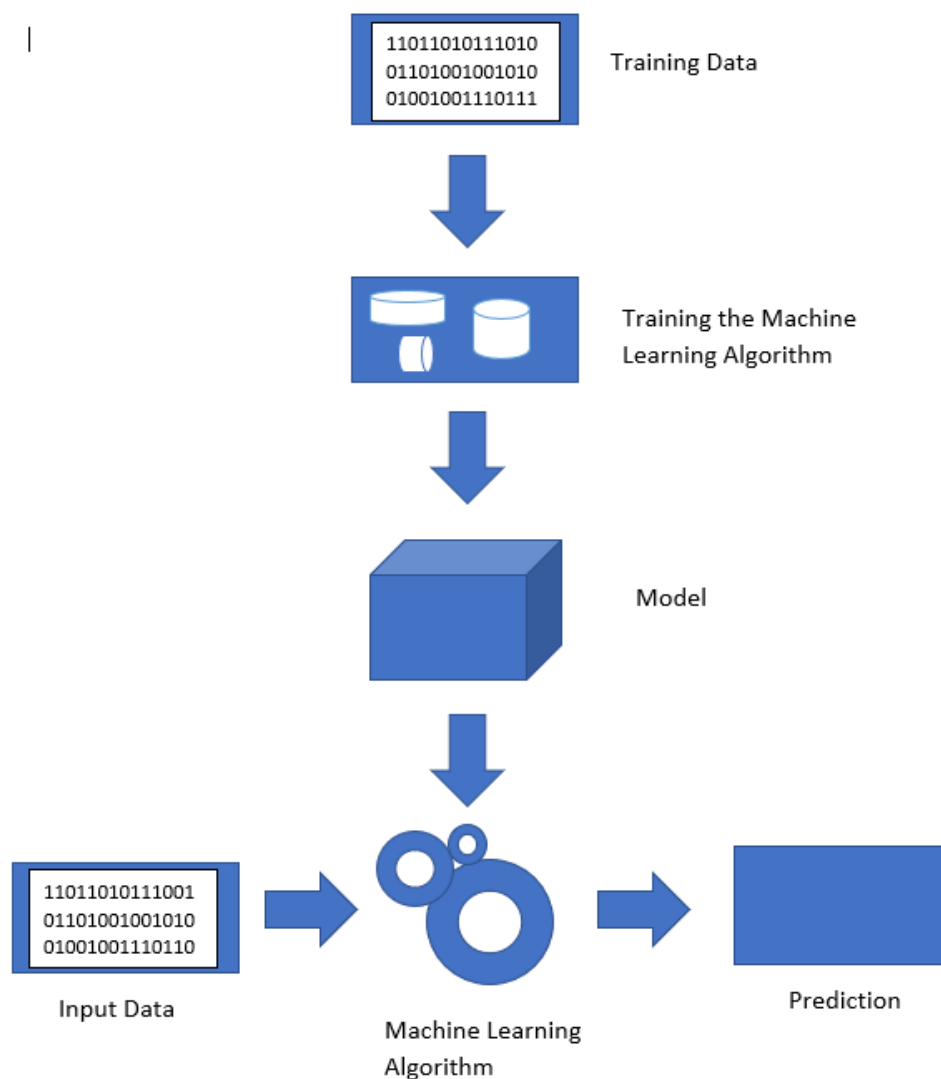 11011010111010
01101001001010
01001001110111
Training Data
Training the Machine
Learning Algorithm
Model
11011010111001
01101001001010
01001001110110
Input Data
Machine Learning
Algorithm
Prediction